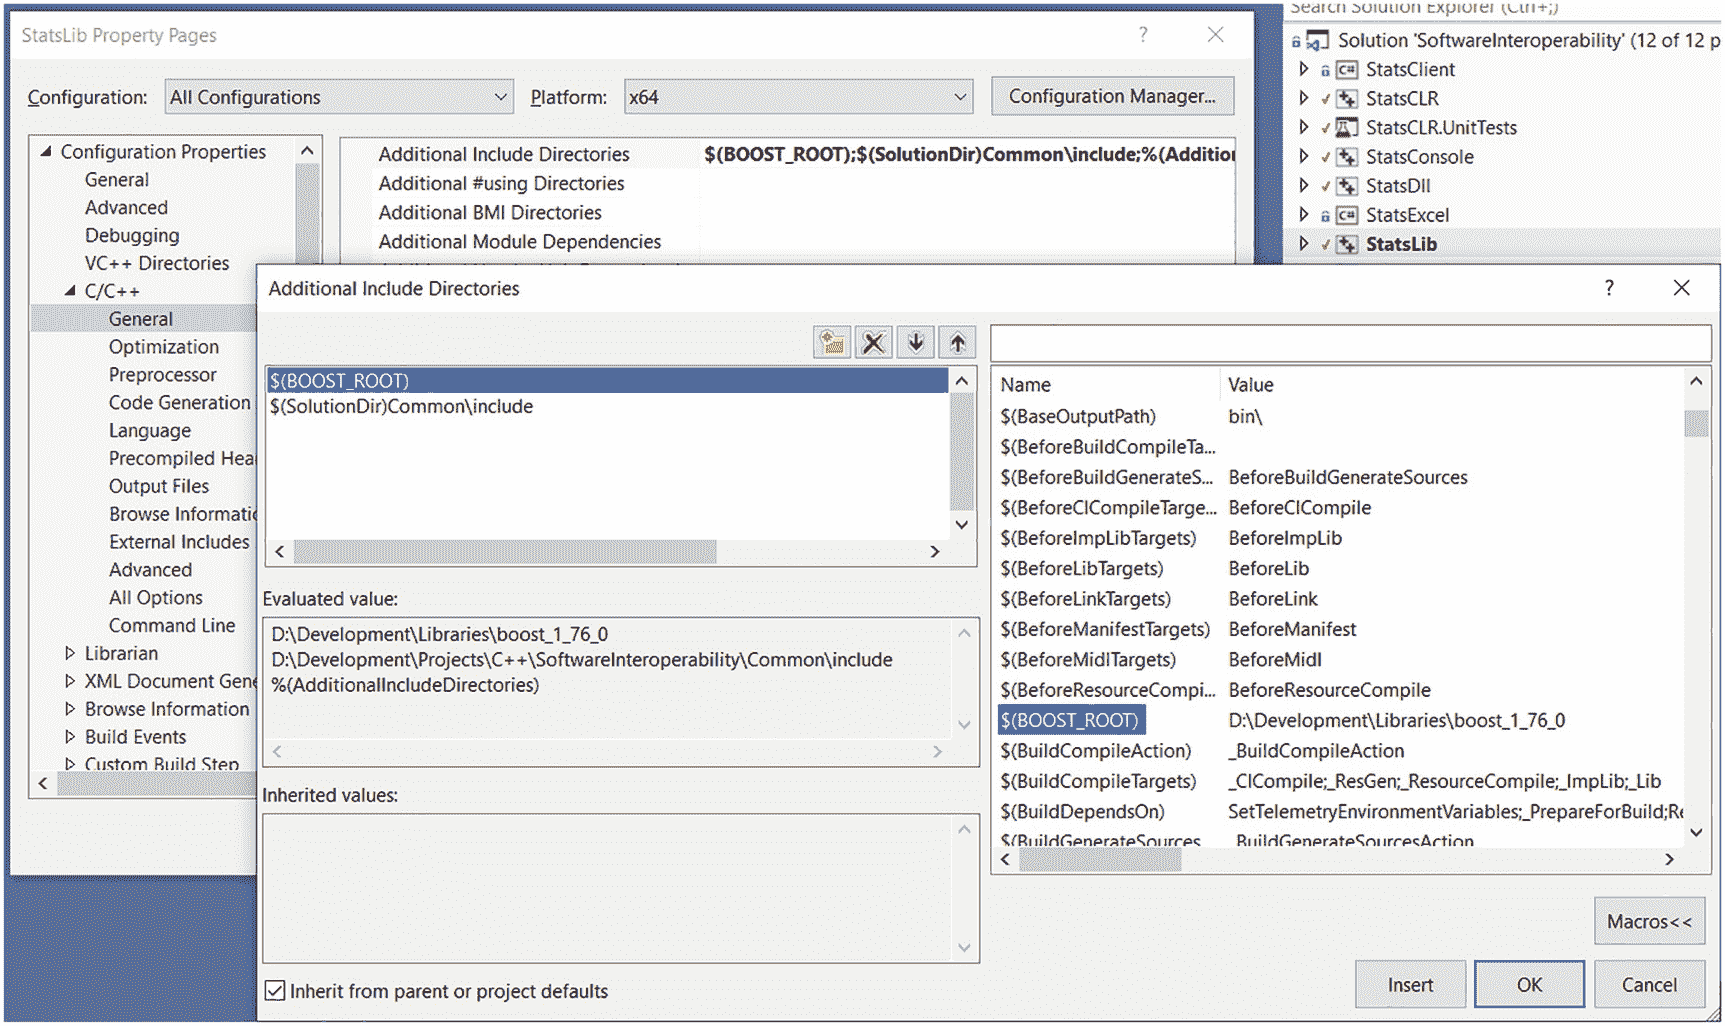 StatsLib Property Pages
?
Configuration:
All Configurations
Platform:
x64
Configuration Manager...
Configuration Properties
General
Advanced
Debugging
VC++ Directories
C/C++
General
Optimization
Preprocessor
Code Generation
Language
Precompiled Hea
Output Files
Browse Informatio
External Includes
Advanced
All Options
Command Line
Librarian
XML Document Gene
Browse Information
Build Events
Custom Build Step
Additional Include Directories $(BOOST_ROOT);$(SolutionDir)Common\include;%(Additio
Additional #using Directories
Additional BMI Directories
Additional Module Dependencies
Search Solution Explorer (Ctrl+;)
Solution 'SoftwareInteroperability' (12 of 12 p
C# StatsClient
StatsCLR
StatsCLR.UnitTests
StatsConsole
StatsDll
C# StatsExcel
StatsLib
Additional Include Directories
?
$(BOOST_ROOT)
$(SolutionDir)Common\include
Evaluated value:
D:\Development\Libraries\boost_1_76_0
D:\Development\Projects\C++\SoftwareInteroperability\Common\include
%(AdditionalIncludeDirectories)
Inherited values:
Inherit from parent or project defaults
Name Value
$(BaseOutputPath) bin\
$(BeforeBuildCompileTa...
$(BeforeBuildGenerateS... BeforeBuildGenerateSources
$(BeforeClCompileTarge... BeforeClCompile
$(BeforeImpLibTargets) BeforeImpLib
$(BeforeLibTargets) BeforeLib
$(BeforeLinkTargets) BeforeLink
$(BeforeManifestTargets) BeforeManifest
$(BeforeMidlTargets) BeforeMidl
$(BeforeResourceCompi... BeforeResourceCompile
$(BOOST_ROOT) D:\Development\Libraries\boost_1_76_0
$(BuildCompileAction) _BuildCompileAction
$(BuildCompileTargets) _ClCompile;_ResGen;_ResourceCompile;_ImpLib;_Lib
$(BuildDependsOn) SetTelemetryEnvironmentVariables;_PrepareForBuild;Re
$(BuildGenerateSources _BuildGenerateSourcesAction
Macros<<
Insert
OK
Cancel